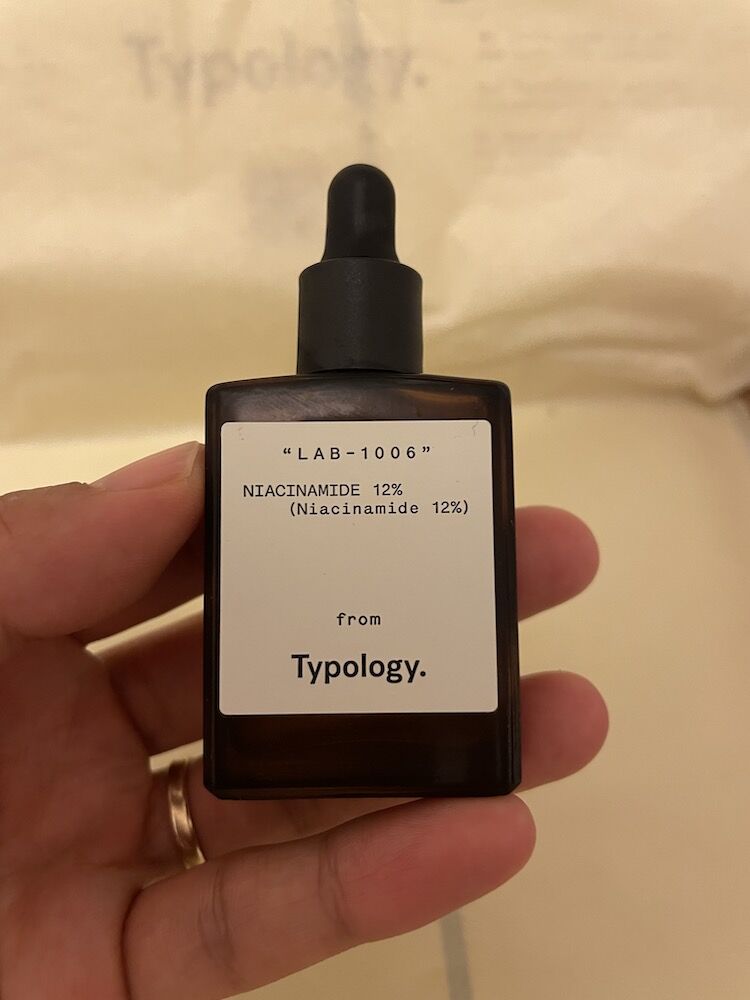 Typology.
“LAB-1006”
NIACINAMIDE 12%
(Niacinamide 12%)
from
Typology.